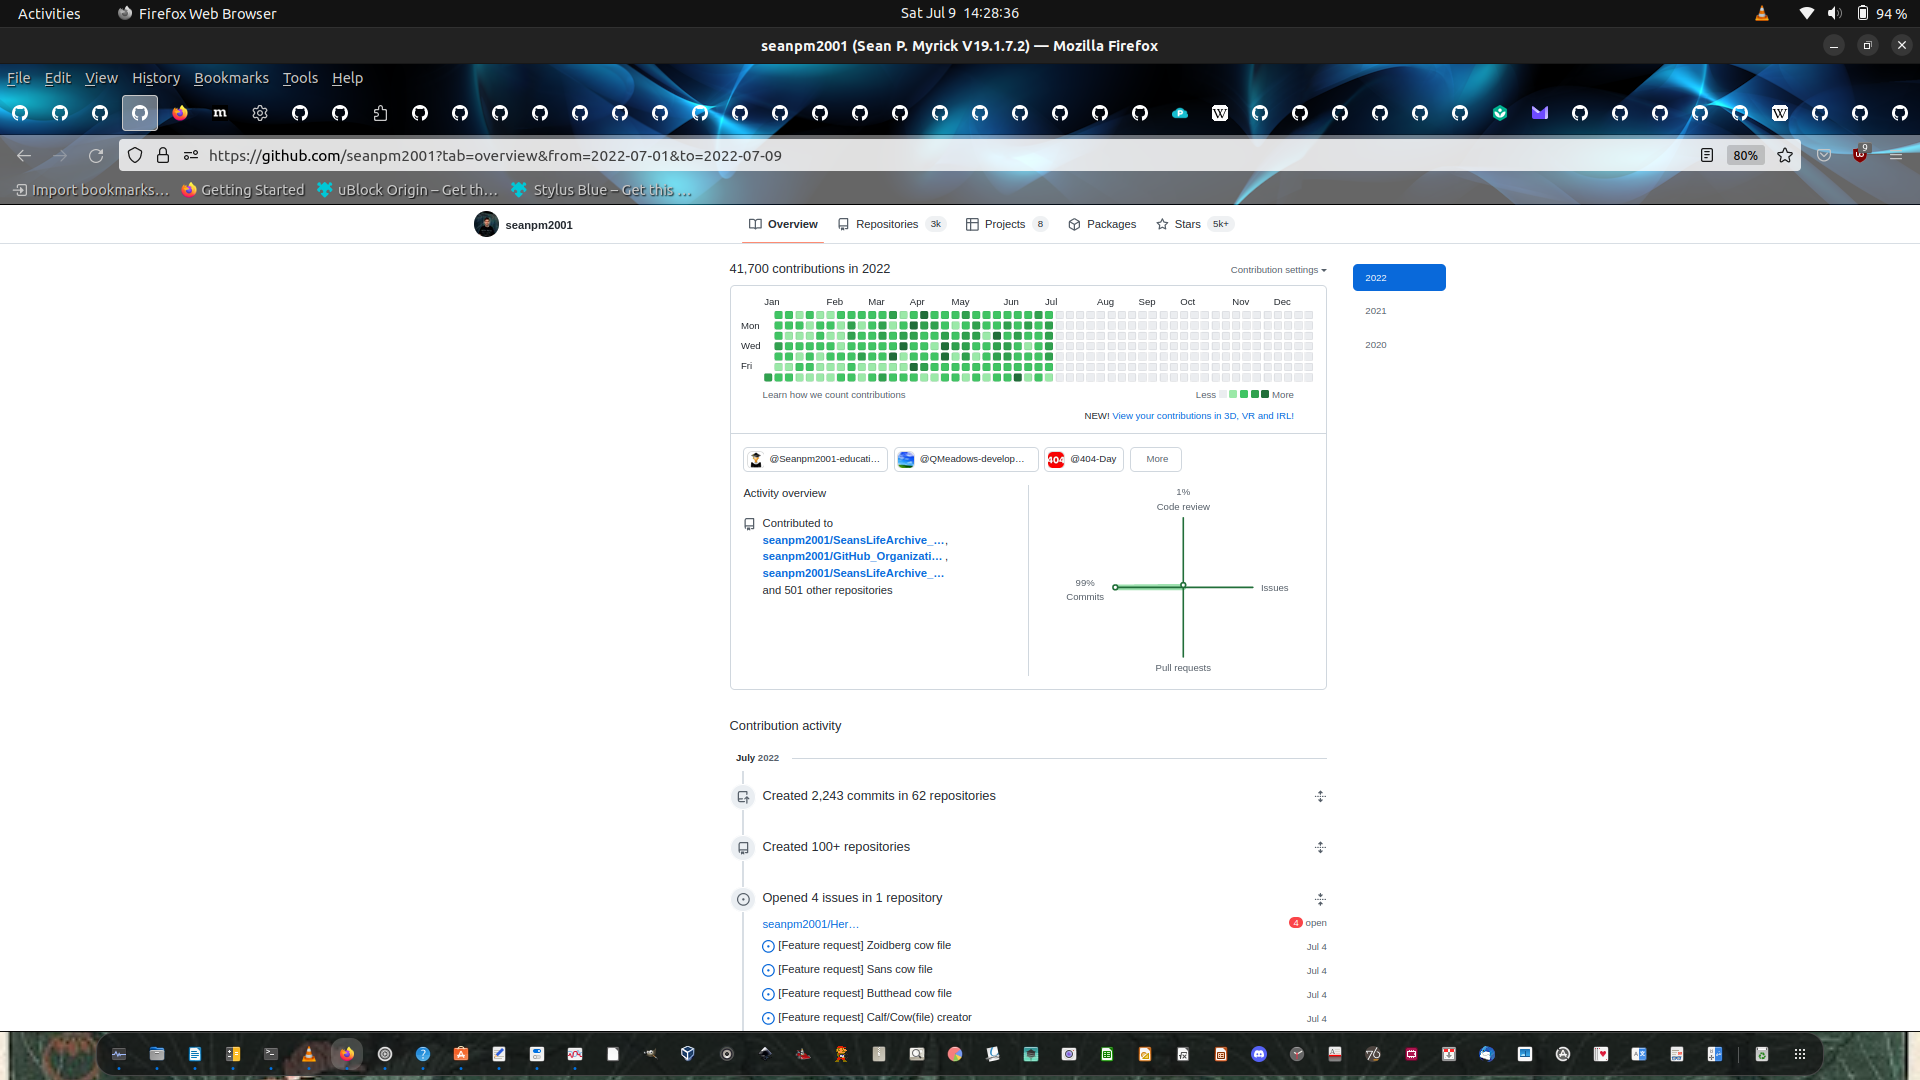 Activities Firefox Web Browser Sat Jul 9 14:28:36 94 %
seanpm2001 (Sean P. Myrick V19.1.7.2) — Mozilla Firefox
File Edit View History Bookmarks Tools Help
https://github.com/seanpm2001?tab=overview&from=2022-07-01&to=2022-07-09 80% 9
Import bookmarks… Getting Started uBlock Origin – Get th… Stylus Blue – Get this …
seanpm2001 Overview Repositories 3k Projects 8 Packages Stars 5k+
41,700 contributions in 2022 Contribution settings
2022
2021
2020
Jan Feb Mar Apr May Jun Jul Aug Sep Oct Nov Dec
Mon
Wed
Fri
Learn how we count contributions Less More
NEW! View your contributions in 3D, VR and IRL!
@Seanpm2001-educati… @QMeadows-develop… 404 @404-Day More
Activity overview
Contributed to
seanpm2001/SeansLifeArchive_…,
seanpm2001/GitHub_Organizati… ,
seanpm2001/SeansLifeArchive_…
and 501 other repositories
1%
Code review
99%
Commits
Issues
Pull requests
Contribution activity
July 2022
Created 2,243 commits in 62 repositories
Created 100+ repositories
Opened 4 issues in 1 repository
seanpm2001/Her… 4 open
[Feature request] Zoidberg cow file Jul 4
[Feature request] Sans cow file Jul 4
[Feature request] Butthead cow file Jul 4
[Feature request] Calf/Cow(file) creator Jul 4